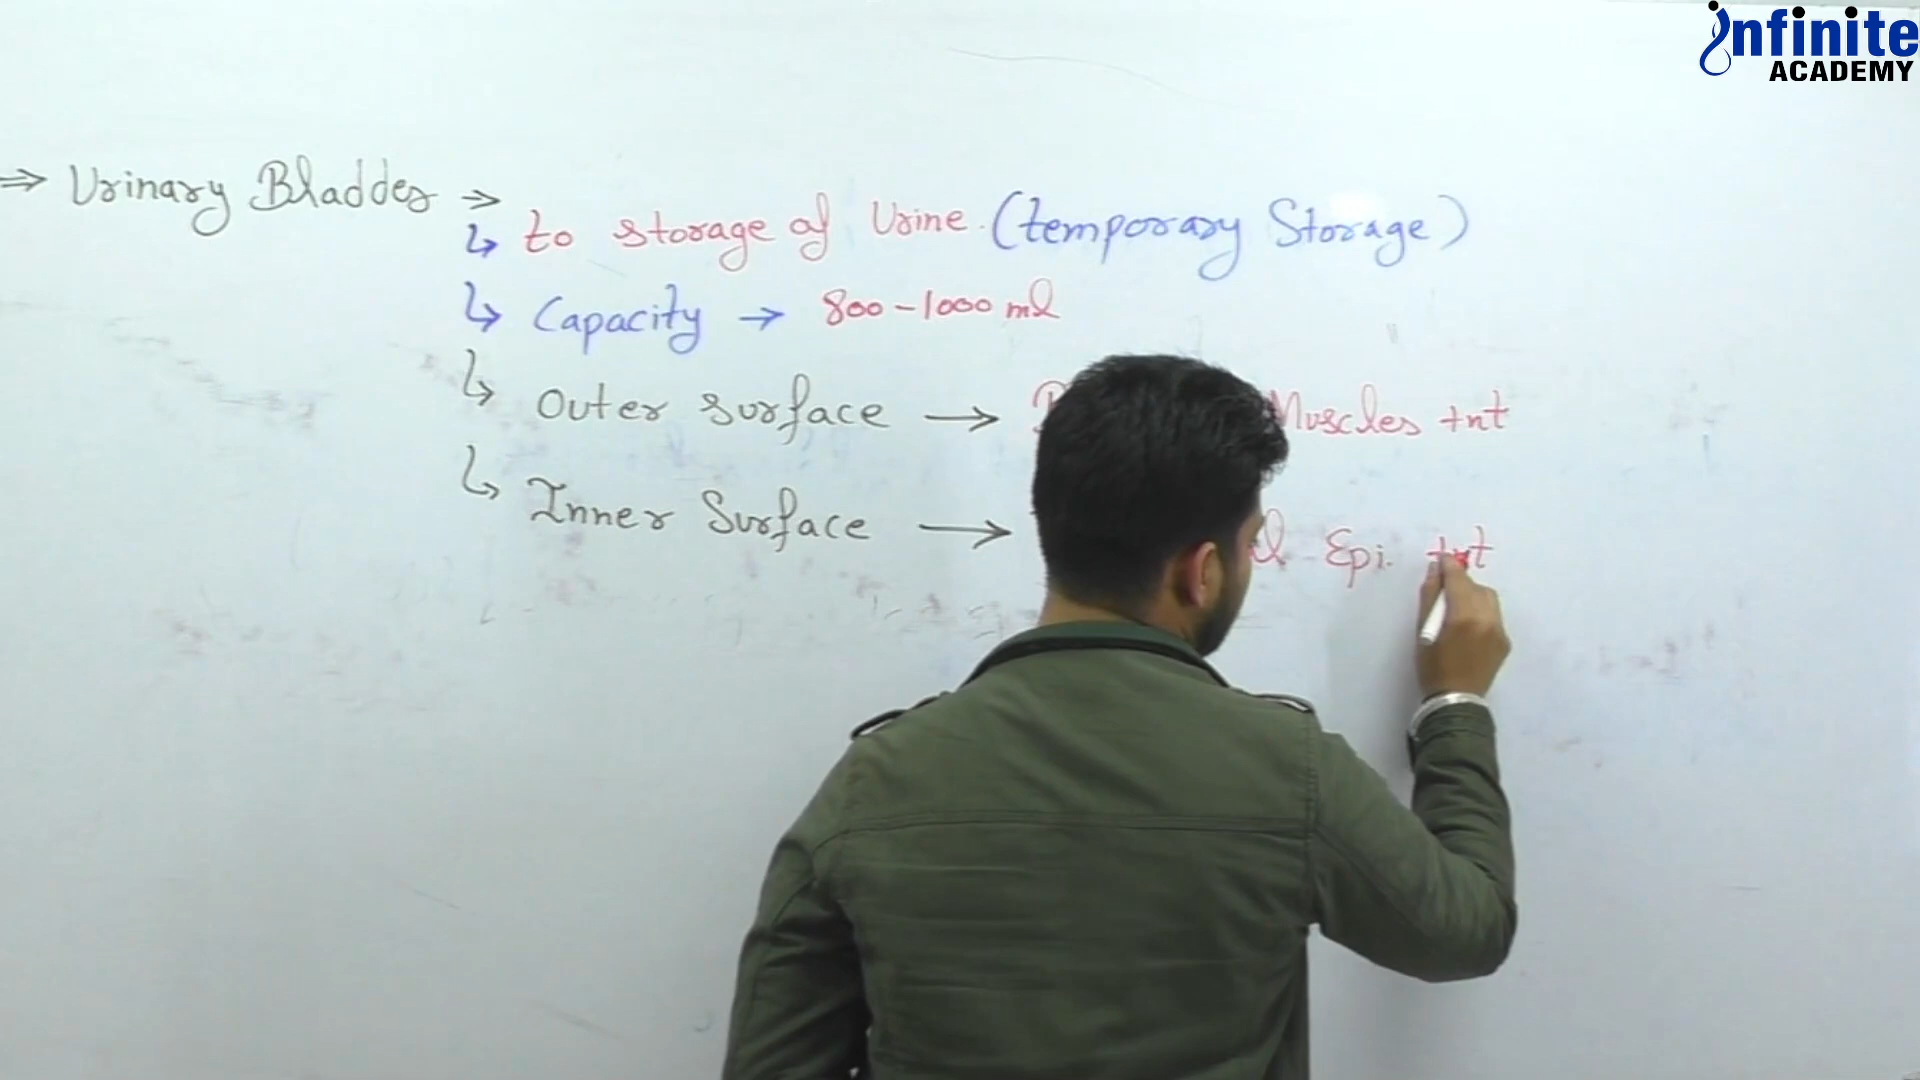 infinite
ACADEMY
⇒ Urinary Bladder ⇒
↳ to storage of Urine. (temporary Storage)
↳ Capacity → 800-1000 ml
↳ Outer surface → Muscles tnt
↳ Inner Surface → Epi. tnt